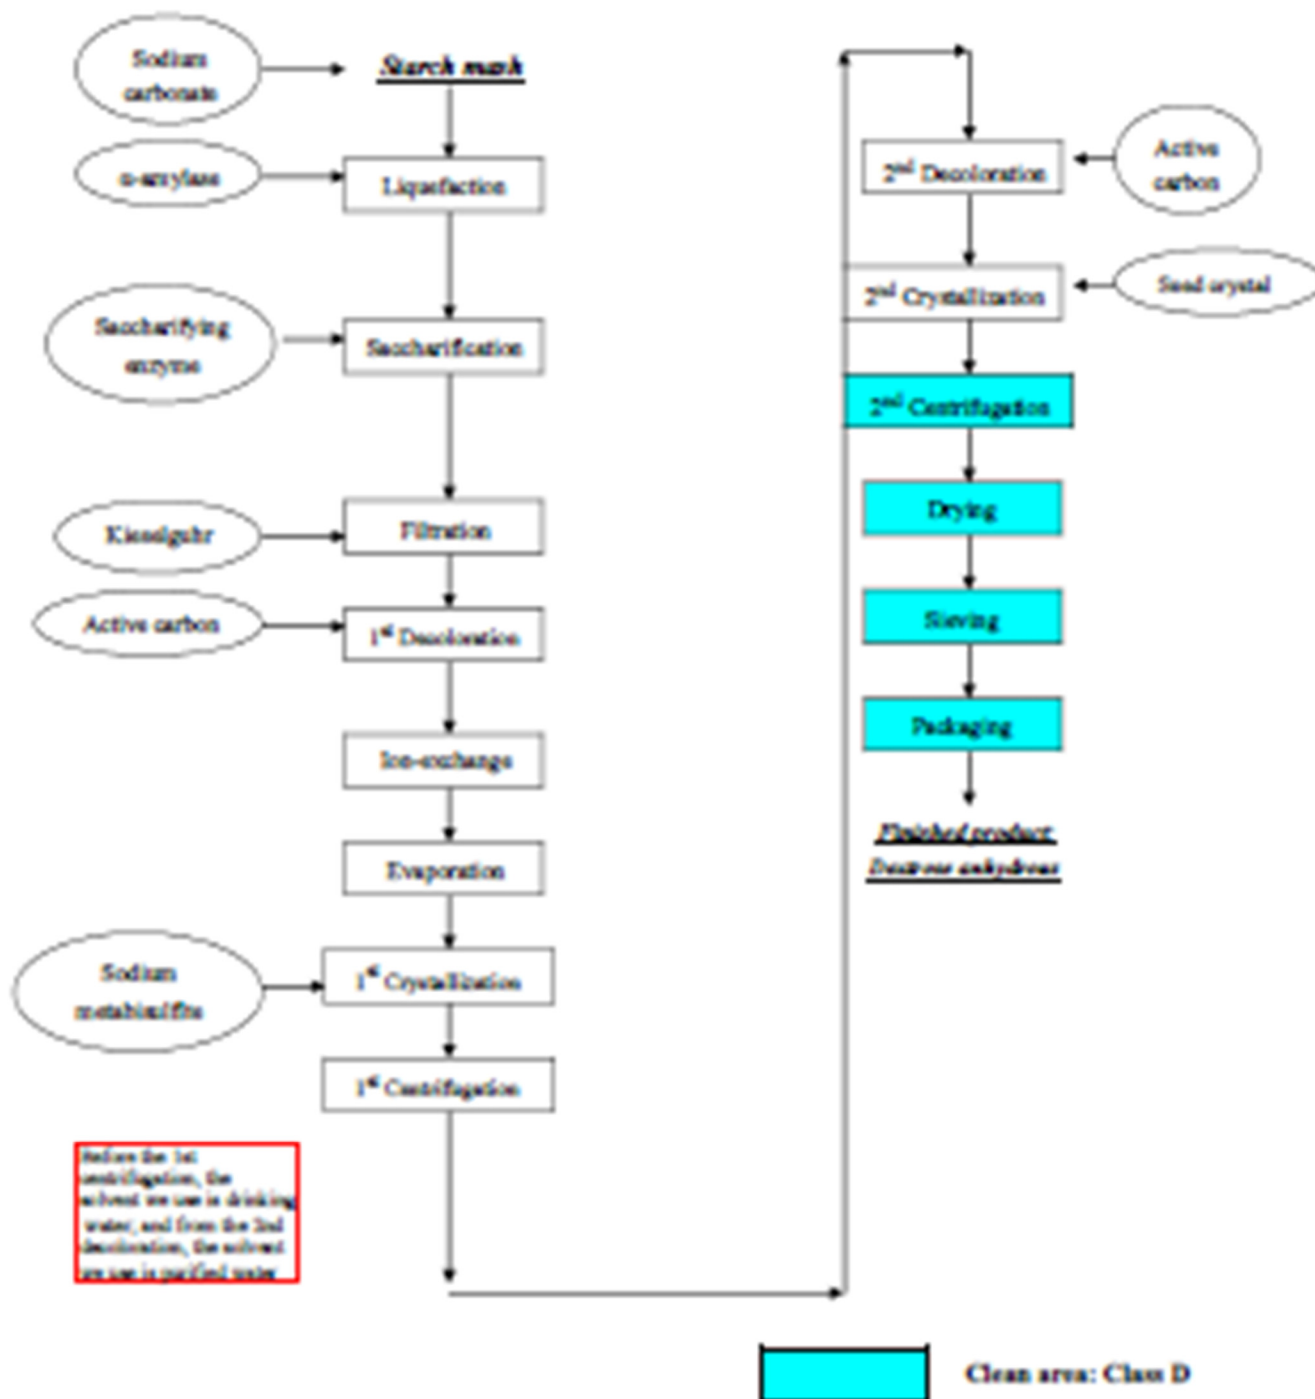 Sodium
carbonate
Starch mash
α-amylase
Liquefaction
Saccharifying
enzyme
Saccharification
Kieselguhr
Filtration
Active carbon
1st Decoloration
Ion-exchange
Evaporation
Sodium
metabisulfite
1st Crystallization
1st Centrifugation
Before the 1st
centrifugation, the
solvent we use is drinking
water, and from the 2nd
decoloration, the solvent
we use is purified water
2nd Decoloration
Active
carbon
2nd Crystallization
Seed crystal
2nd Centrifugation
Drying
Sieving
Packaging
Finished product:
Dextrose anhydrous
Clean area: Class D